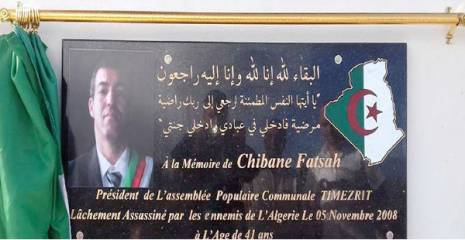 البقاء لله إنا لله وإنا إليه راجعون
"يا أيتها النفس المطمئنة ارجعي إلى ربك راضية
مرضية فادخلي في عبادي وادخلي جنتي"
À la Mémoire de Chibane Fatsah
Président de L'assemblée Populaire Communale TIMEZRIT
Lâchement Assassiné par les ennemis de L'Algerie Le 05 Novembre 2008
à L'Age de 41 ans